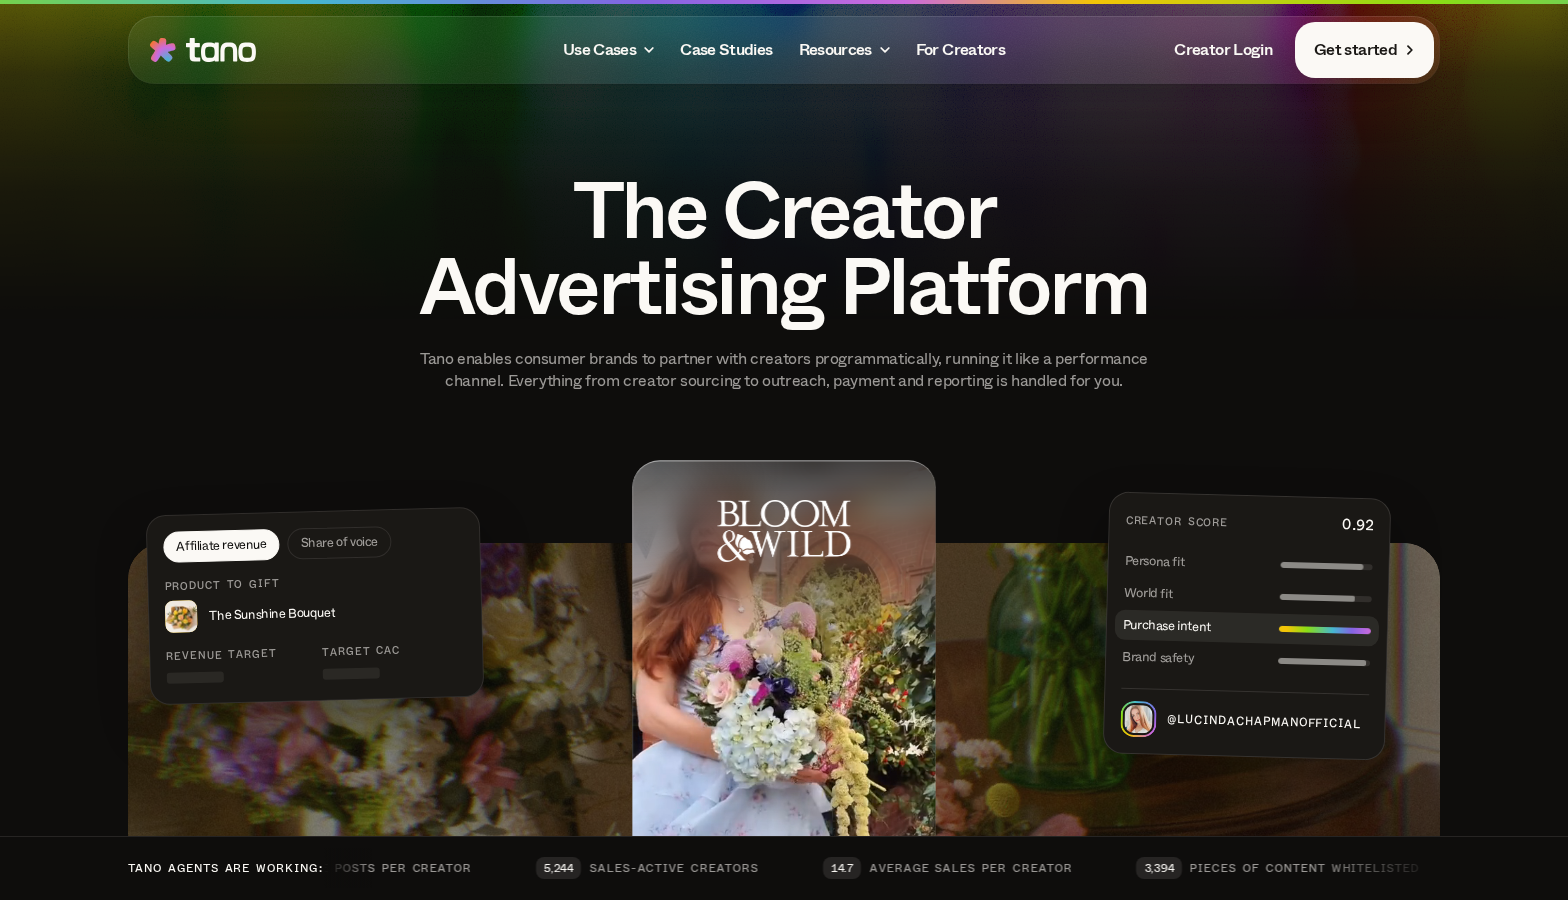 tano
Use Cases
Case Studies
Resources
For Creators
Creator Login
Get started
The Creator
Advertising Platform
Tano enables consumer brands to partner with creators programmatically, running it like a performance
channel. Everything from creator sourcing to outreach, payment and reporting is handled for you.
Affiliate revenue
Share of voice
PRODUCT TO GIFT
The Sunshine Bouquet
REVENUE TARGET
TARGET CAC
BLOOM
&WILD
CREATOR SCORE
0.92
Persona fit
World fit
Purchase intent
Brand safety
@LUCINDACHAPMANOFFICIAL
TANO AGENTS ARE WORKING:
POSTS PER CREATOR
5,244 SALES-ACTIVE CREATORS
14.7 AVERAGE SALES PER CREATOR
3,394 PIECES OF CONTENT WHITELISTED